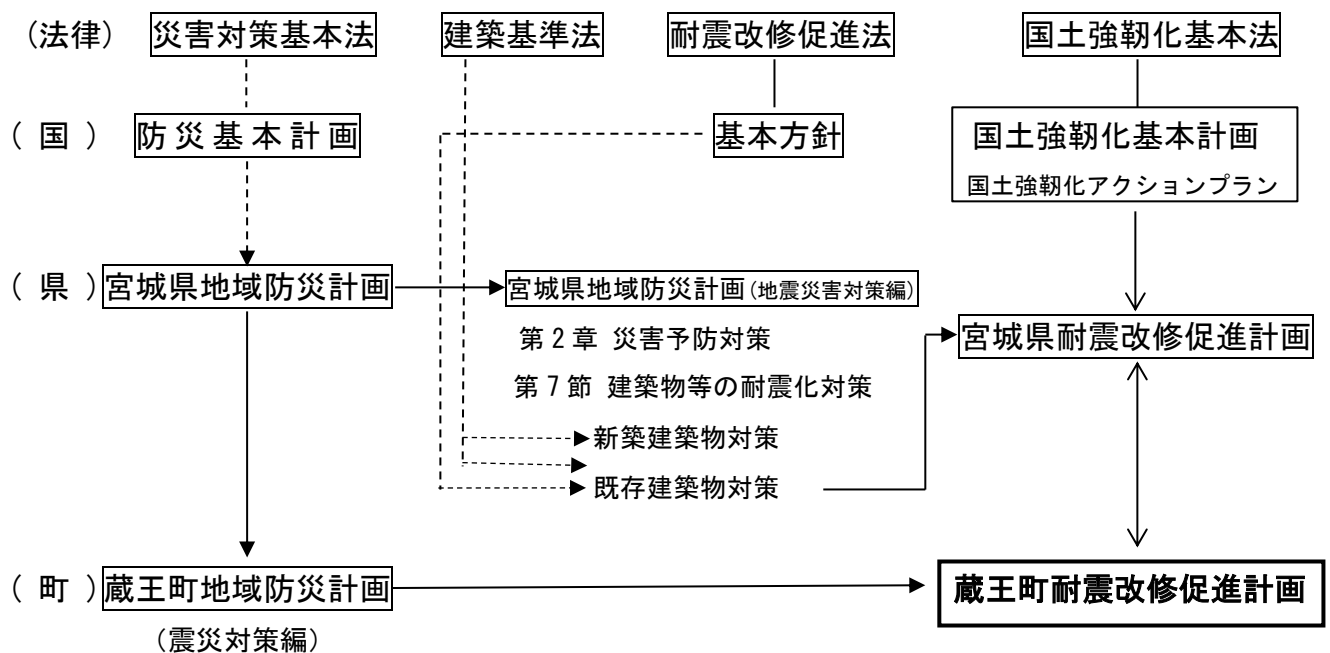 （法律） 災害対策基本法 建築基準法 耐震改修促進法 国土強靭化基本法
（ 国 ） 防災基本計画 基本方針 国土強靭化基本計画
国土強靭化アクションプラン
（ 県 ） 宮城県地域防災計画 宮城県地域防災計画(地震災害対策編)
宮城県耐震改修促進計画
第２章 災害予防対策
第７節 建築物等の耐震化対策
新築建築物対策
既存建築物対策
（ 町 ） 蔵王町地域防災計画 蔵王町耐震改修促進計画
（震災対策編）